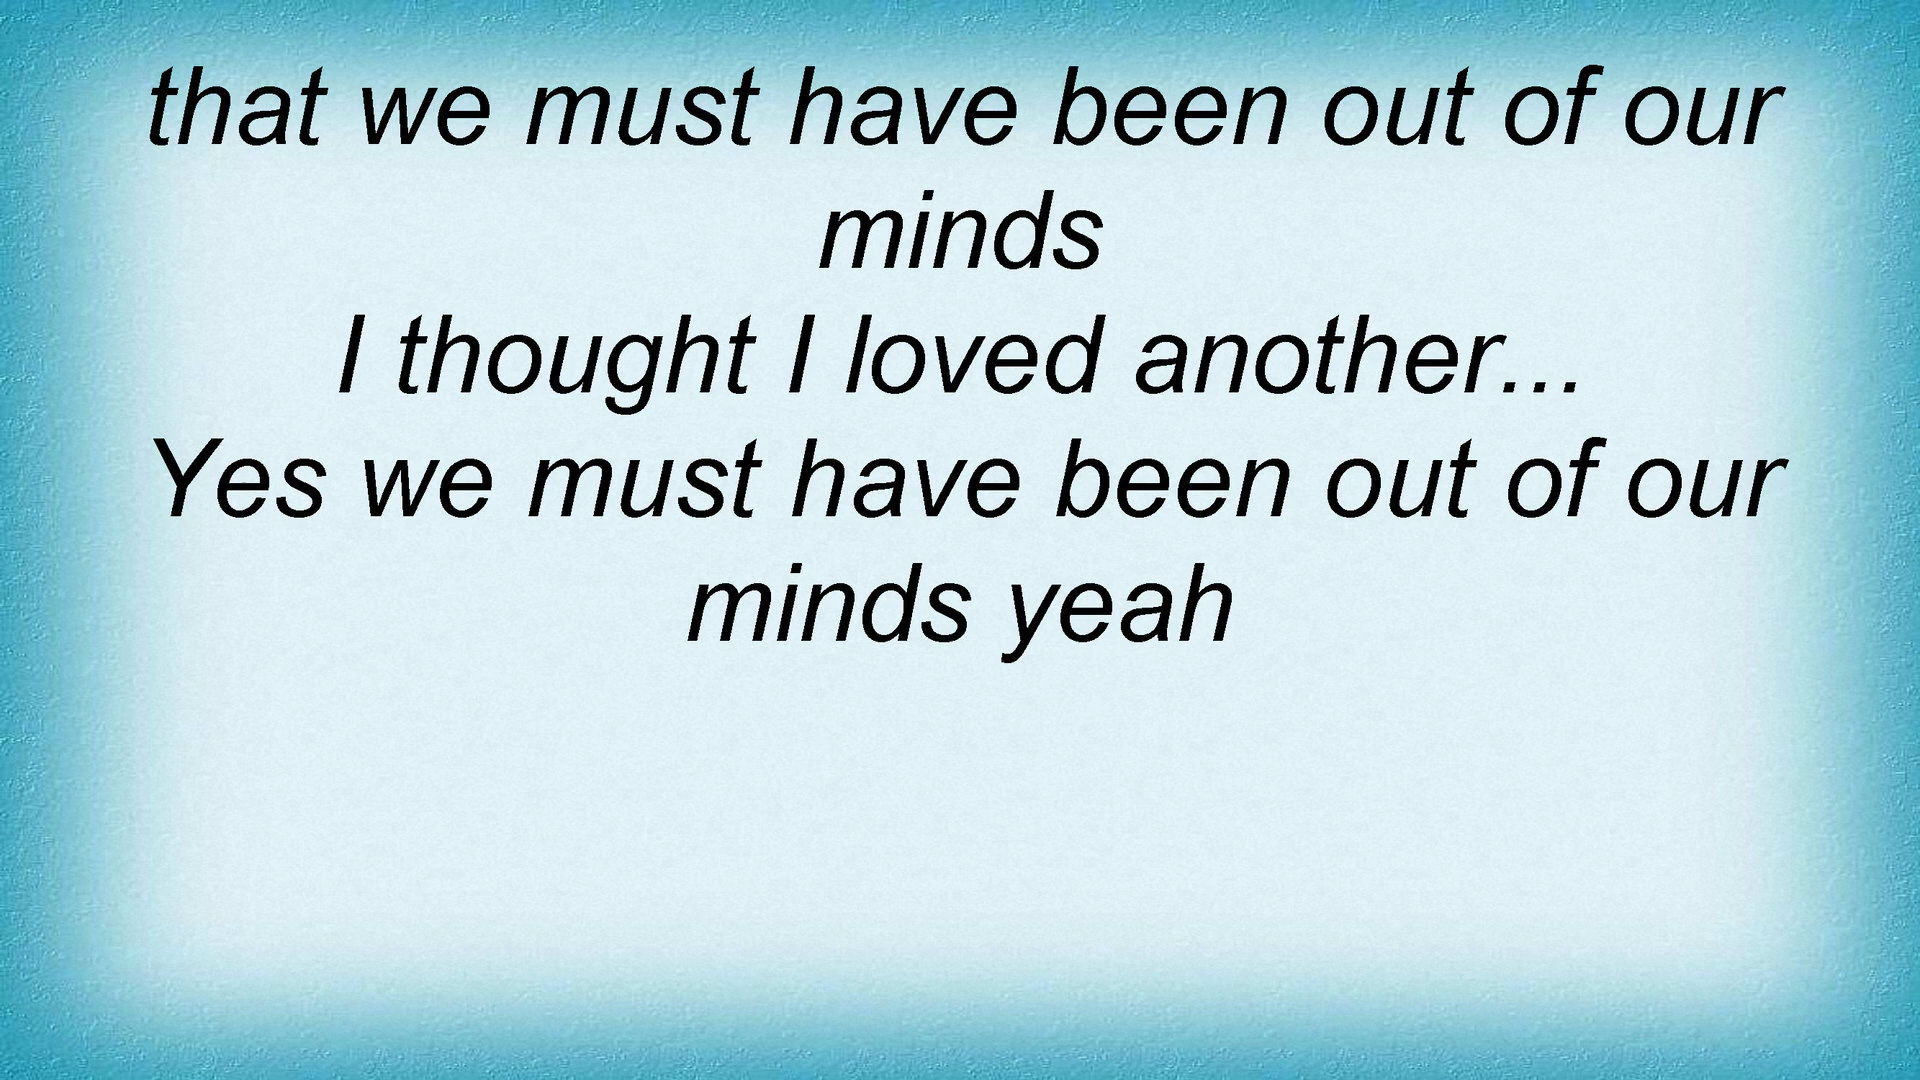 that we must have been out of our
minds
I thought I loved another...
Yes we must have been out of our
minds yeah